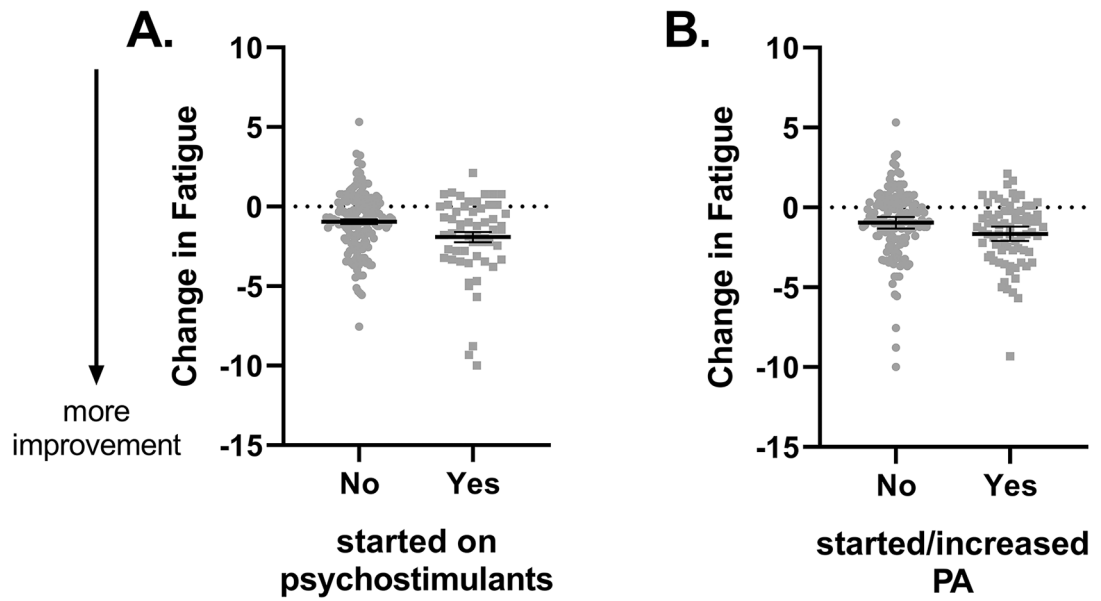 A.
10
5
0
-5
-10
-15
Change in Fatigue
No Yes
started on
psychostimulants
more
improvement
B.
10
5
0
-5
-10
-15
Change in Fatigue
No Yes
started/increased
PA